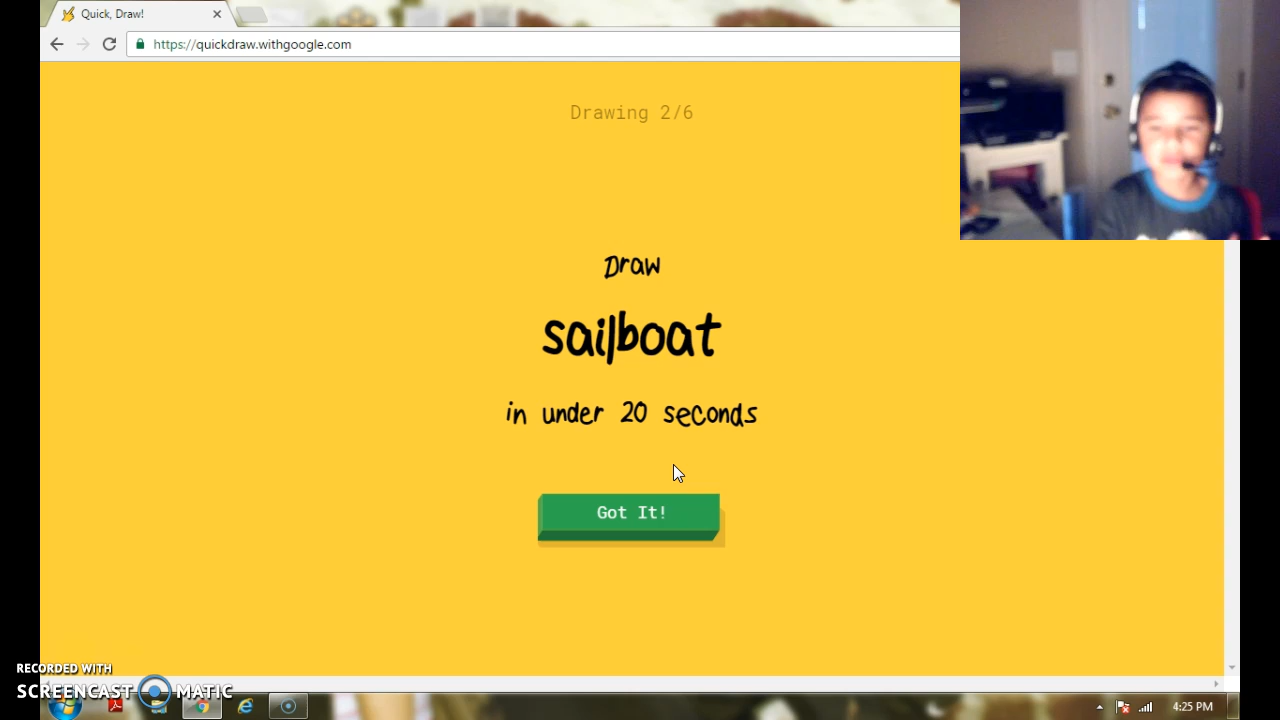 Quick, Draw!
https://quickdraw.withgoogle.com
Drawing 2/6
Draw
sailboat
in under 20 seconds
Got It!
RECORDED WITH
SCREENCAST MATIC
4:25 PM